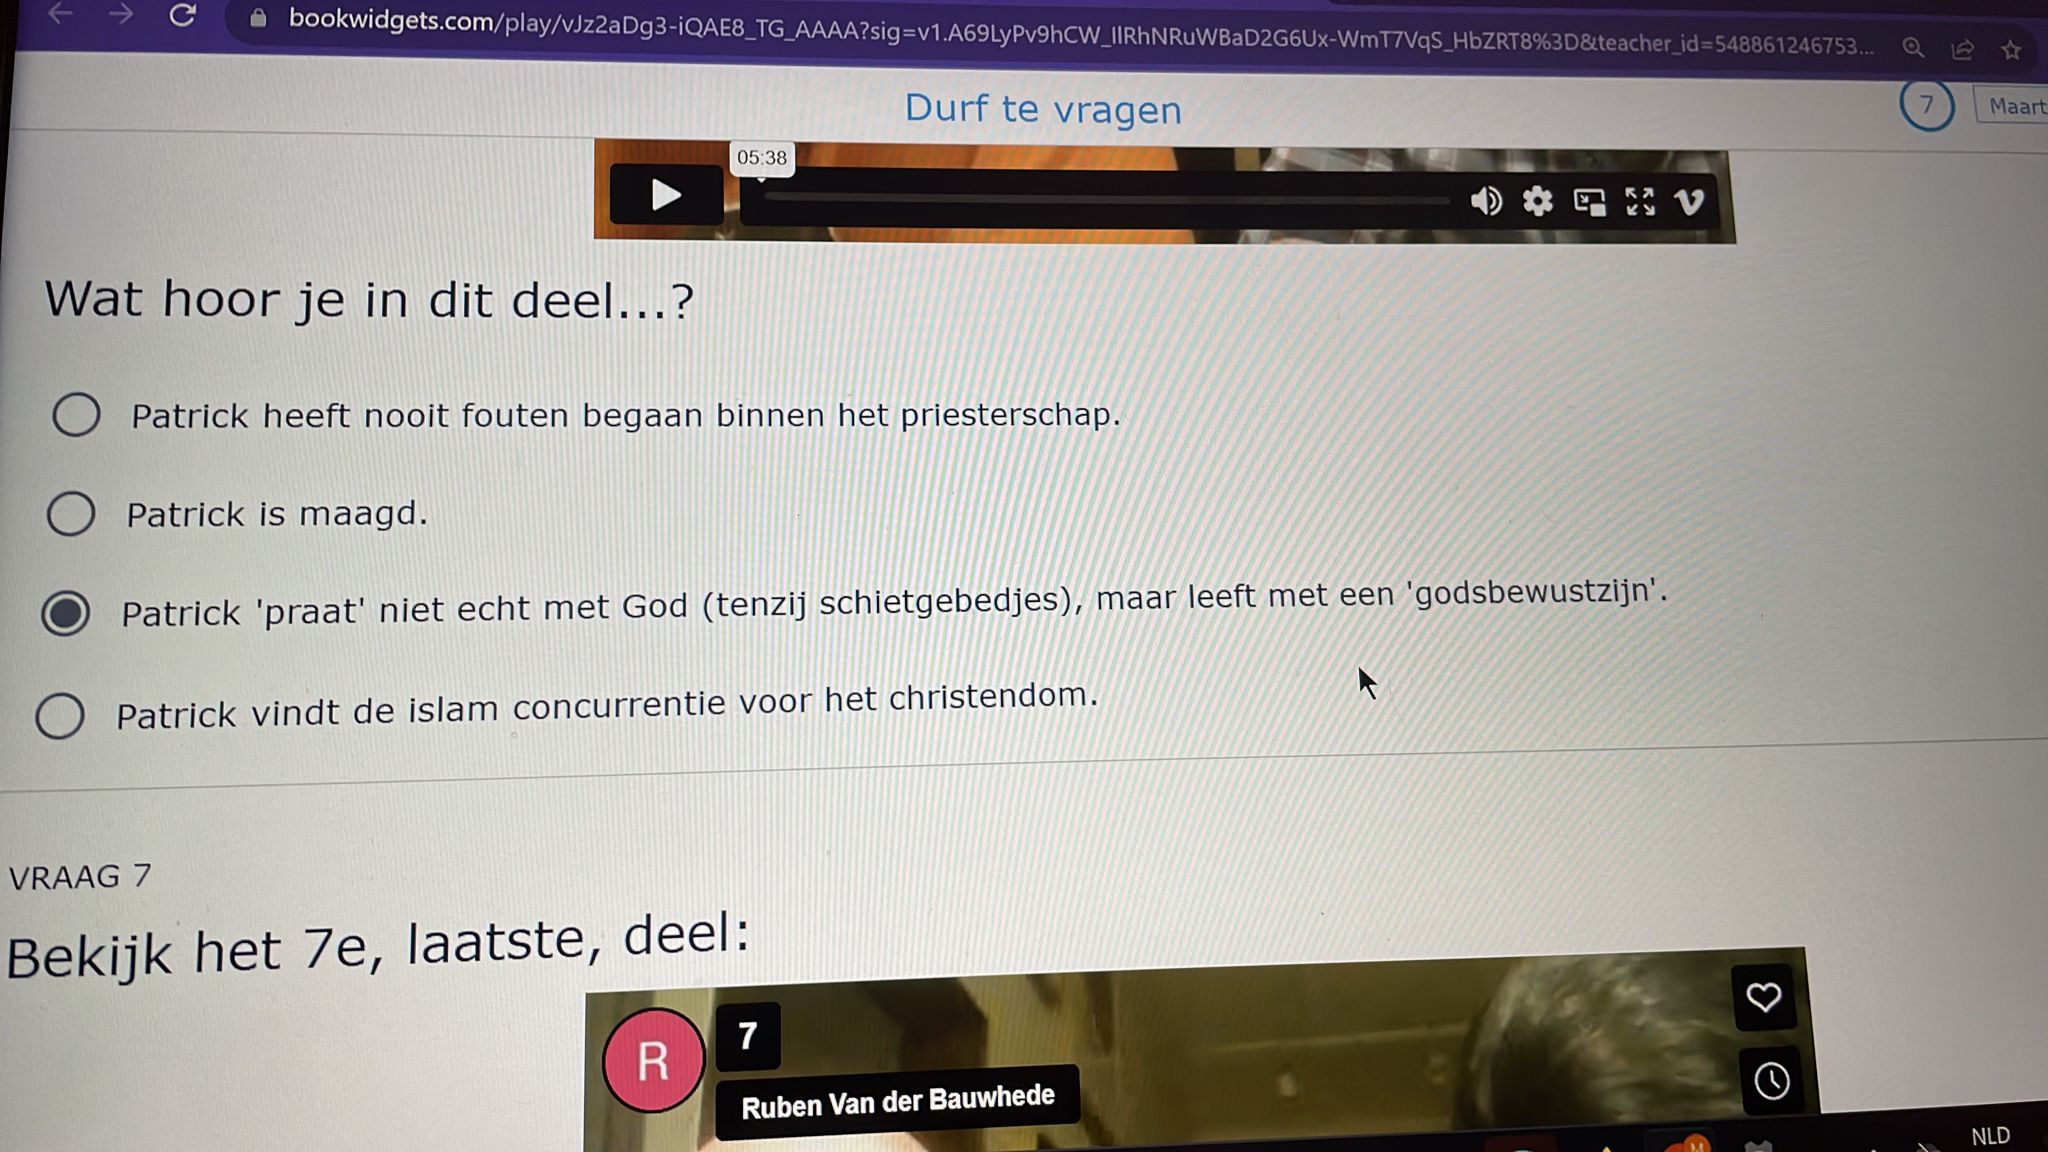 bookwidgets.com/play/vJz2aDg3-iQAE8_TG_AAAA?sig=v1.A69LyPv9hCW_IIRhNRuWBaD2G6Ux-WmT7VqS_HbZRT8%3D&teacher_id=548861246753...
Durf te vragen
7
Maart
05:38
Wat hoor je in dit deel...?
Patrick heeft nooit fouten begaan binnen het priesterschap.
Patrick is maagd.
Patrick 'praat' niet echt met God (tenzij schietgebedjes), maar leeft met een 'godsbewustzijn'.
Patrick vindt de islam concurrentie voor het christendom.
VRAAG 7
Bekijk het 7e, laatste, deel:
R
7
Ruben Van der Bauwhede
M
NLD